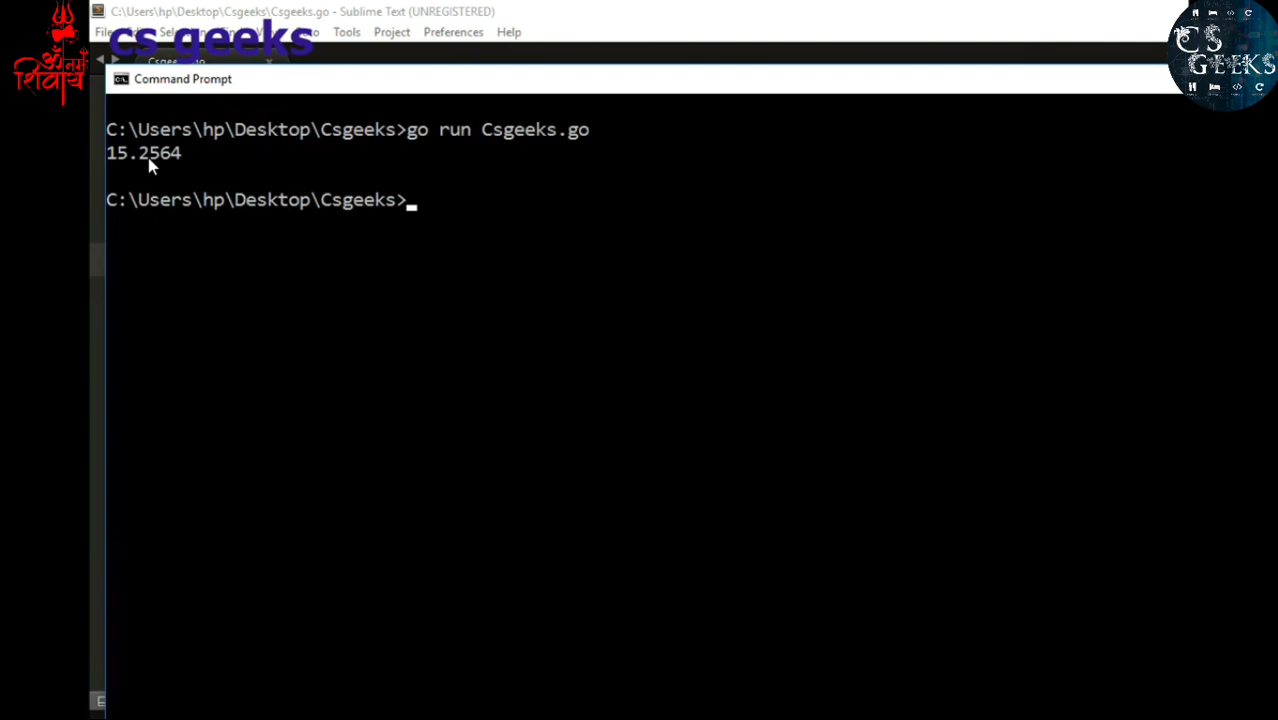 C:\Users\hp\Desktop\Csgeeks\Csgeeks.go - Sublime Text (UNREGISTERED)
Tools Project Preferences Help
cs geeks
ॐ नमः
शिवाय
CS
GEEKS
Command Prompt
C:\Users\hp\Desktop\Csgeeks>go run Csgeeks.go
15.2564
C:\Users\hp\Desktop\Csgeeks>